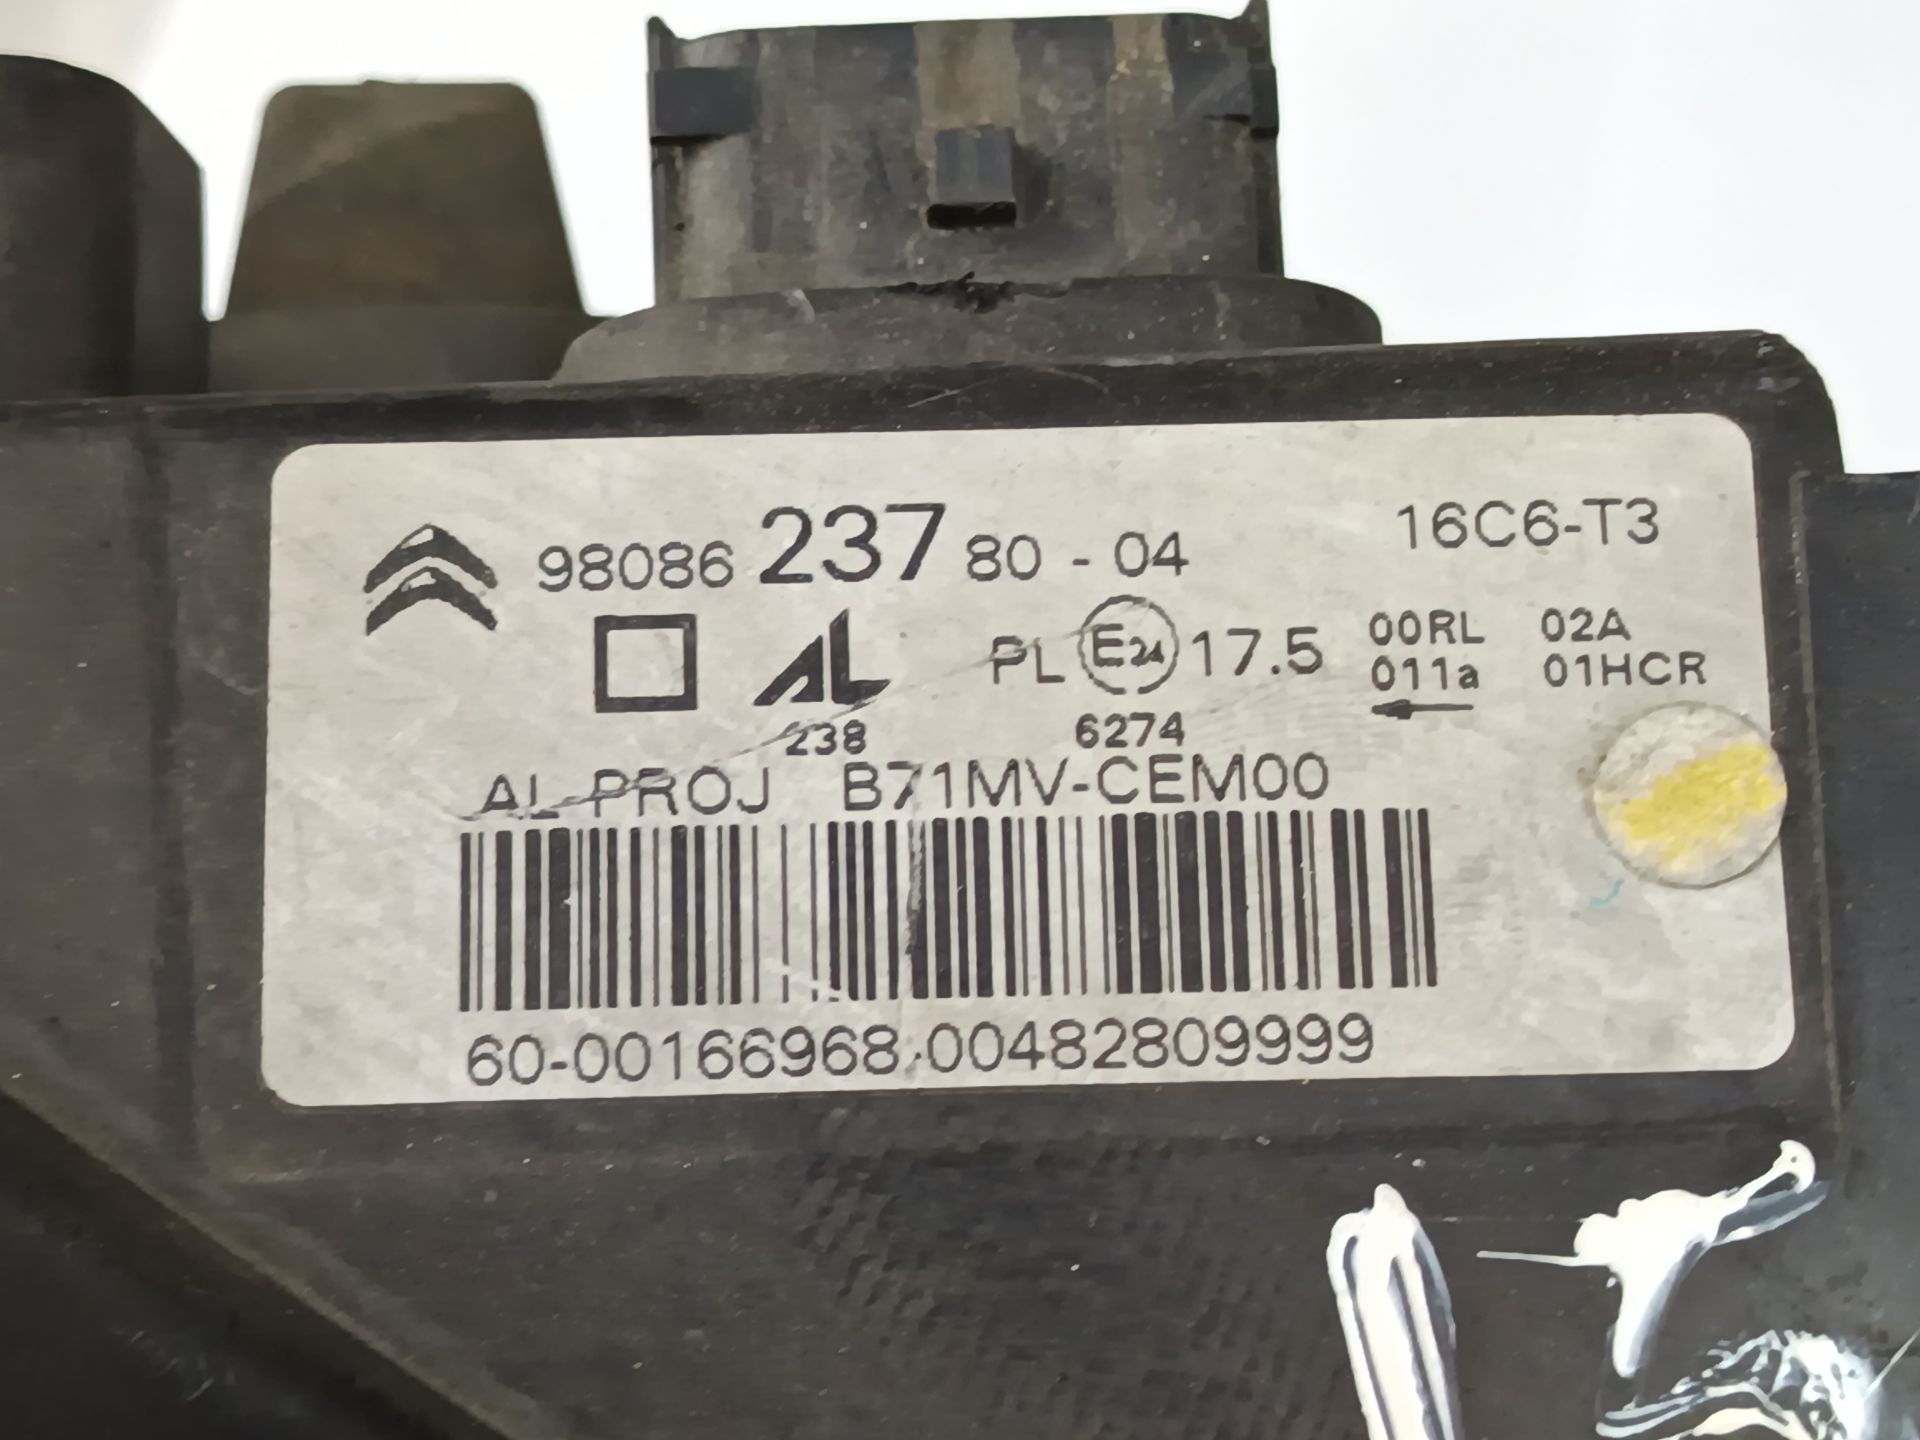 98086 237 80 - 04 16C6-T3
AL PL E24 17.5 00RL 02A
011a 01HCR
238 6274
AL-PROJ B71MV-CEM00
60-00166968 00482809999